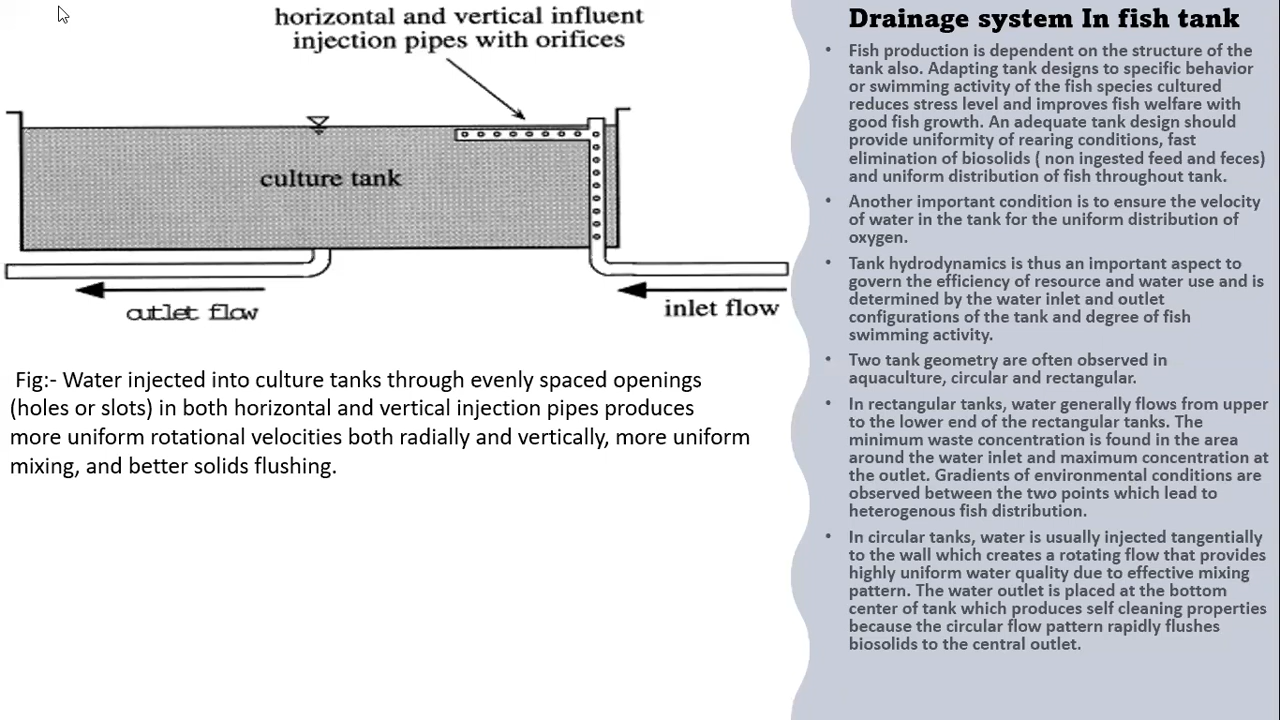 horizontal and vertical influent
injection pipes with orifices
culture tank
outlet flow
inlet flow
Fig:- Water injected into culture tanks through evenly spaced openings
(holes or slots) in both horizontal and vertical injection pipes produces
more uniform rotational velocities both radially and vertically, more uniform
mixing, and better solids flushing.
Drainage system In fish tank
• Fish production is dependent on the structure of the
tank also. Adapting tank designs to specific behavior
or swimming activity of the fish species cultured
reduces stress level and improves fish welfare with
good fish growth. An adequate tank design should
provide uniformity of rearing conditions, fast
elimination of biosolids ( non ingested feed and feces)
and uniform distribution of fish throughout tank.
• Another important condition is to ensure the velocity
of water in the tank for the uniform distribution of
oxygen.
• Tank hydrodynamics is thus an important aspect to
govern the efficiency of resource and water use and is
determined by the water inlet and outlet
configurations of the tank and degree of fish
swimming activity.
• Two tank geometry are often observed in
aquaculture, circular and rectangular.
• In rectangular tanks, water generally flows from upper
to the lower end of the rectangular tanks. The
minimum waste concentration is found in the area
around the water inlet and maximum concentration at
the outlet. Gradients of environmental conditions are
observed between the two points which lead to
heterogenous fish distribution.
• In circular tanks, water is usually injected tangentially
to the wall which creates a rotating flow that provides
highly uniform water quality due to effective mixing
pattern. The water outlet is placed at the bottom
center of tank which produces self cleaning properties
because the circular flow pattern rapidly flushes
biosolids to the central outlet.